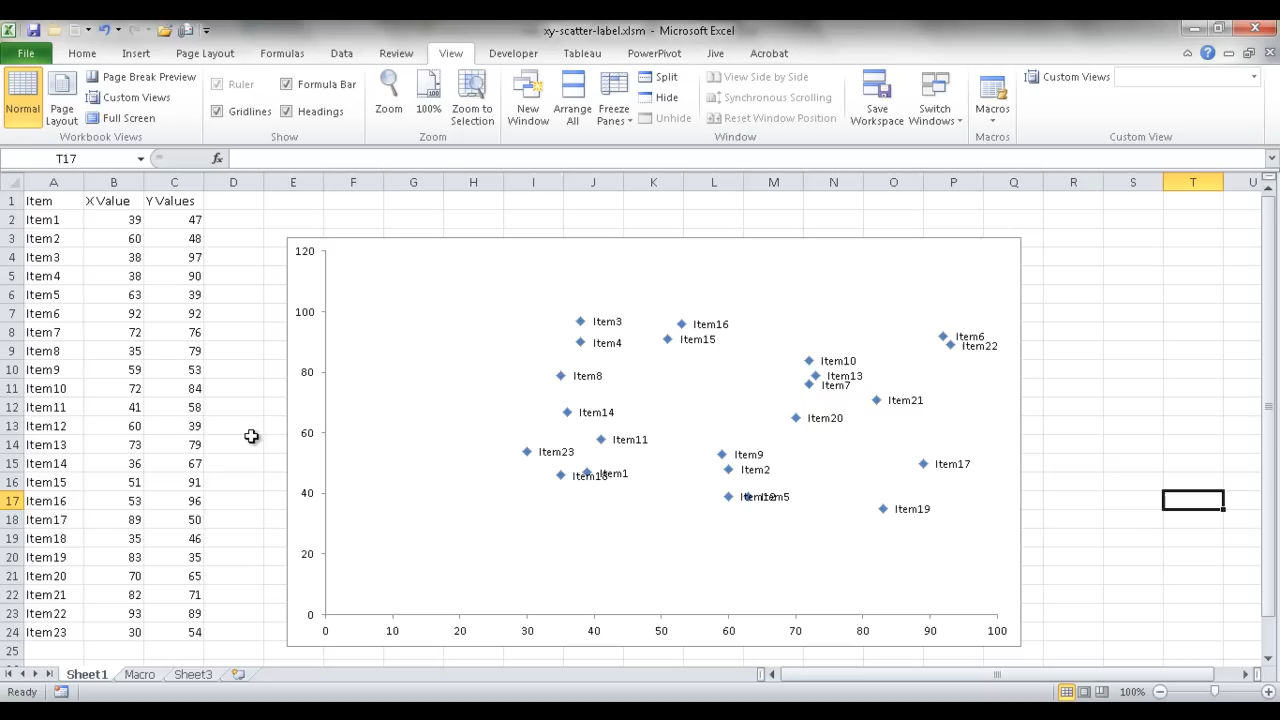 xy-scatter-label.xlsm - Microsoft Excel
File Home Insert Page Layout Formulas Data Review View Developer Tableau PowerPivot Jive Acrobat
Normal
Page Layout
Page Break Preview
Custom Views
Full Screen
Workbook Views
Ruler
Formula Bar
Gridlines
Headings
Show
Zoom
100%
Zoom to Selection
Zoom
New Window
Arrange All
Freeze Panes
Split
Hide
Unhide
View Side by Side
Synchronous Scrolling
Reset Window Position
Window
Save Workspace
Switch Windows
Macros
Macros
Custom Views
Custom View
T17
fx
A B C D E F G H I J K L M N O P Q R S T U
1 Item X Value Y Values
2 Item1 39 47
3 Item2 60 48
4 Item3 38 97
5 Item4 38 90
6 Item5 63 39
7 Item6 92 92
8 Item7 72 76
9 Item8 35 79
10 Item9 59 53
11 Item10 72 84
12 Item11 41 58
13 Item12 60 39
14 Item13 73 79
15 Item14 36 67
16 Item15 51 91
17 Item16 53 96
18 Item17 89 50
19 Item18 35 46
20 Item19 83 35
21 Item20 70 65
22 Item21 82 71
23 Item22 93 89
24 Item23 30 54
25
120
100
80
60
40
20
0
0 10 20 30 40 50 60 70 80 90 100
Item3
Item16
Item4
Item15
Item6
Item22
Item10
Item8
Item13
Item7
Item21
Item14
Item20
Item11
Item23
Item9
Item17
Item2
Item18
Item1
Item12
Item5
Item19
Sheet1 Macro Sheet3
Ready
100%